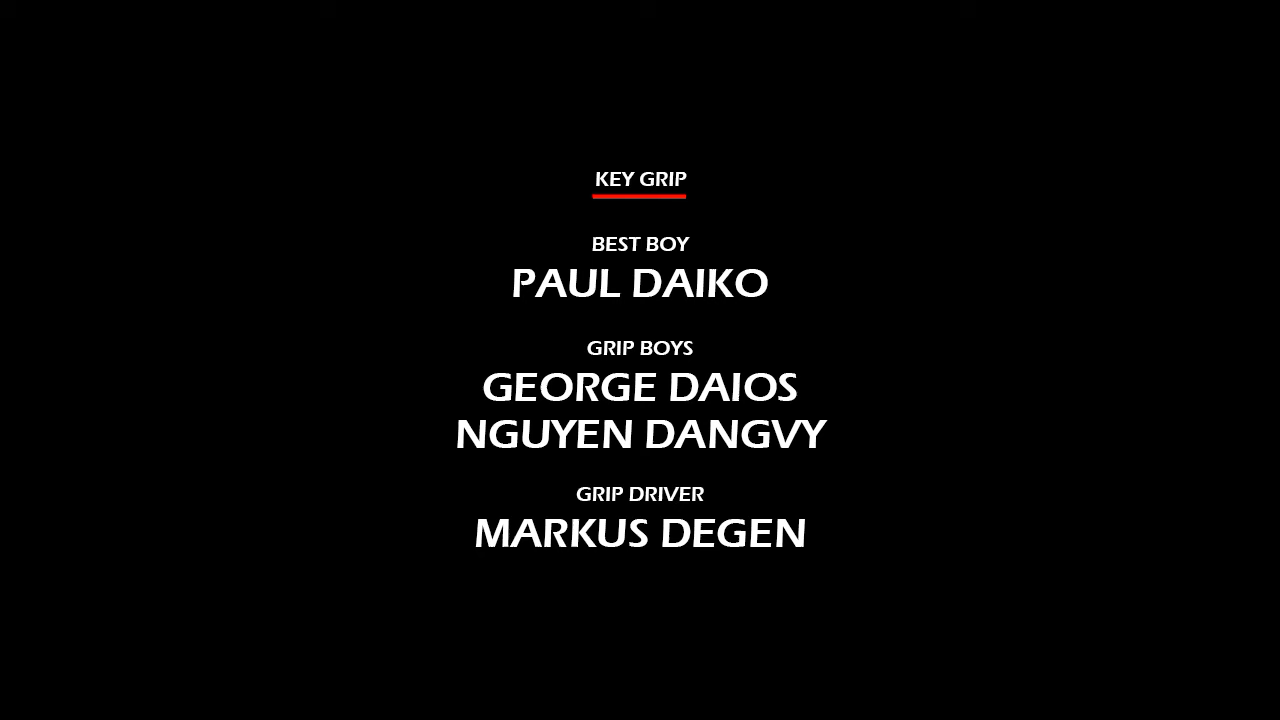 KEY GRIP
BEST BOY
PAUL DAIKO
GRIP BOYS
GEORGE DAIOS
NGUYEN DANGVY
GRIP DRIVER
MARKUS DEGEN